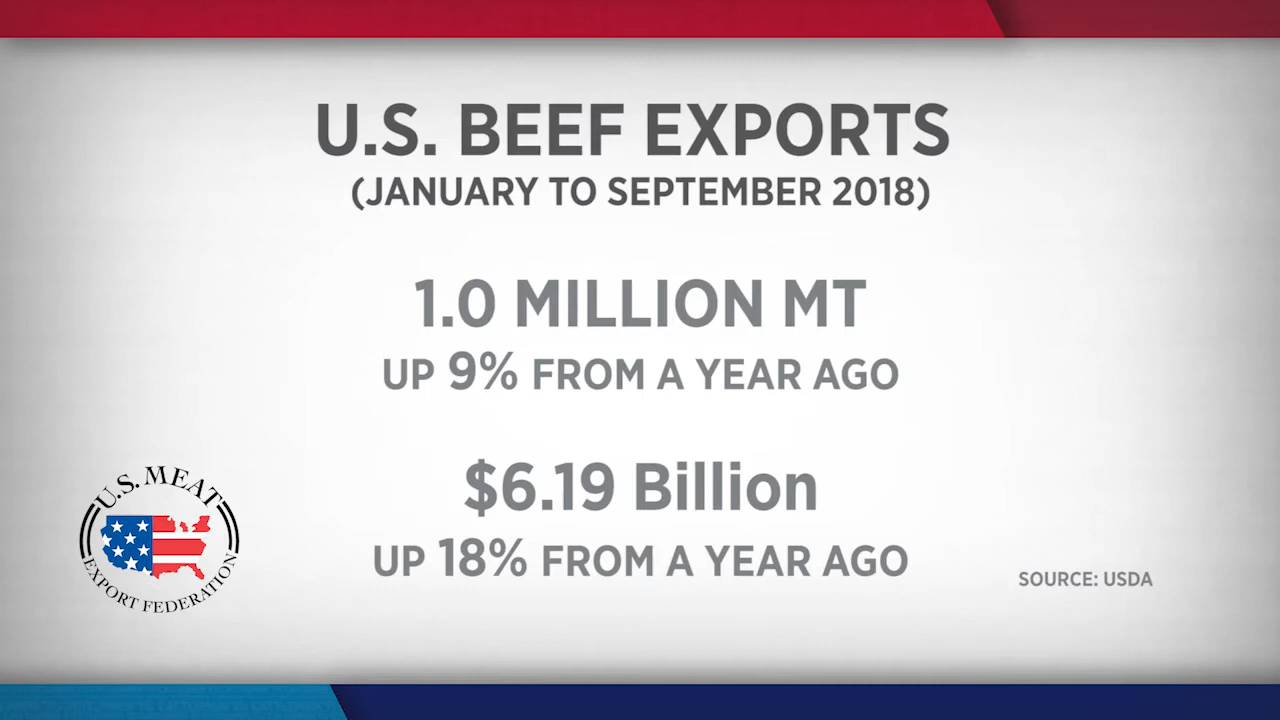 U.S. BEEF EXPORTS
(JANUARY TO SEPTEMBER 2018)
1.0 MILLION MT
UP 9% FROM A YEAR AGO
$6.19 Billion
UP 18% FROM A YEAR AGO
U.S. MEAT
EXPORT FEDERATION
SOURCE: USDA